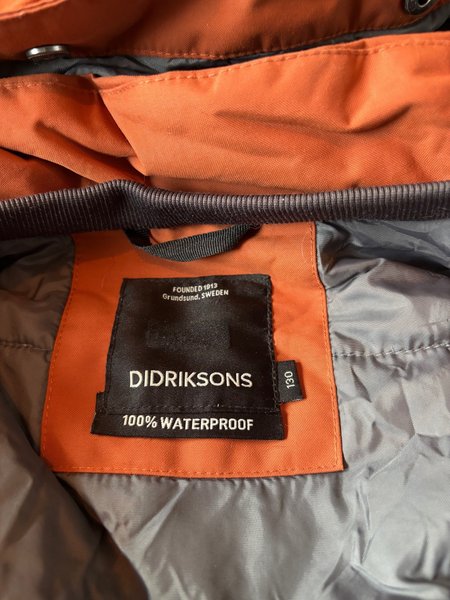 FOUNDED 1913
Grundsund, SWEDEN
DIDRIKSONS
130
100% WATERPROOF